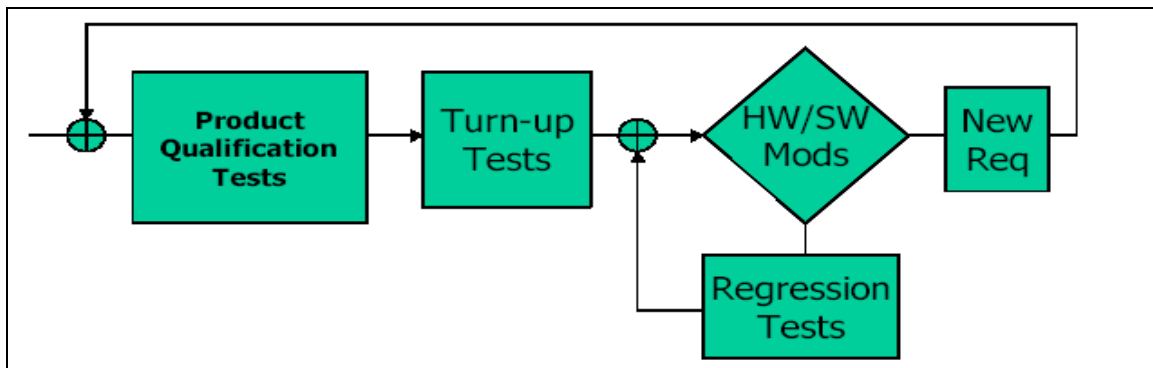 Product
Qualification
Tests
Turn-up
Tests
HW/SW
Mods
New
Req
Regression
Tests